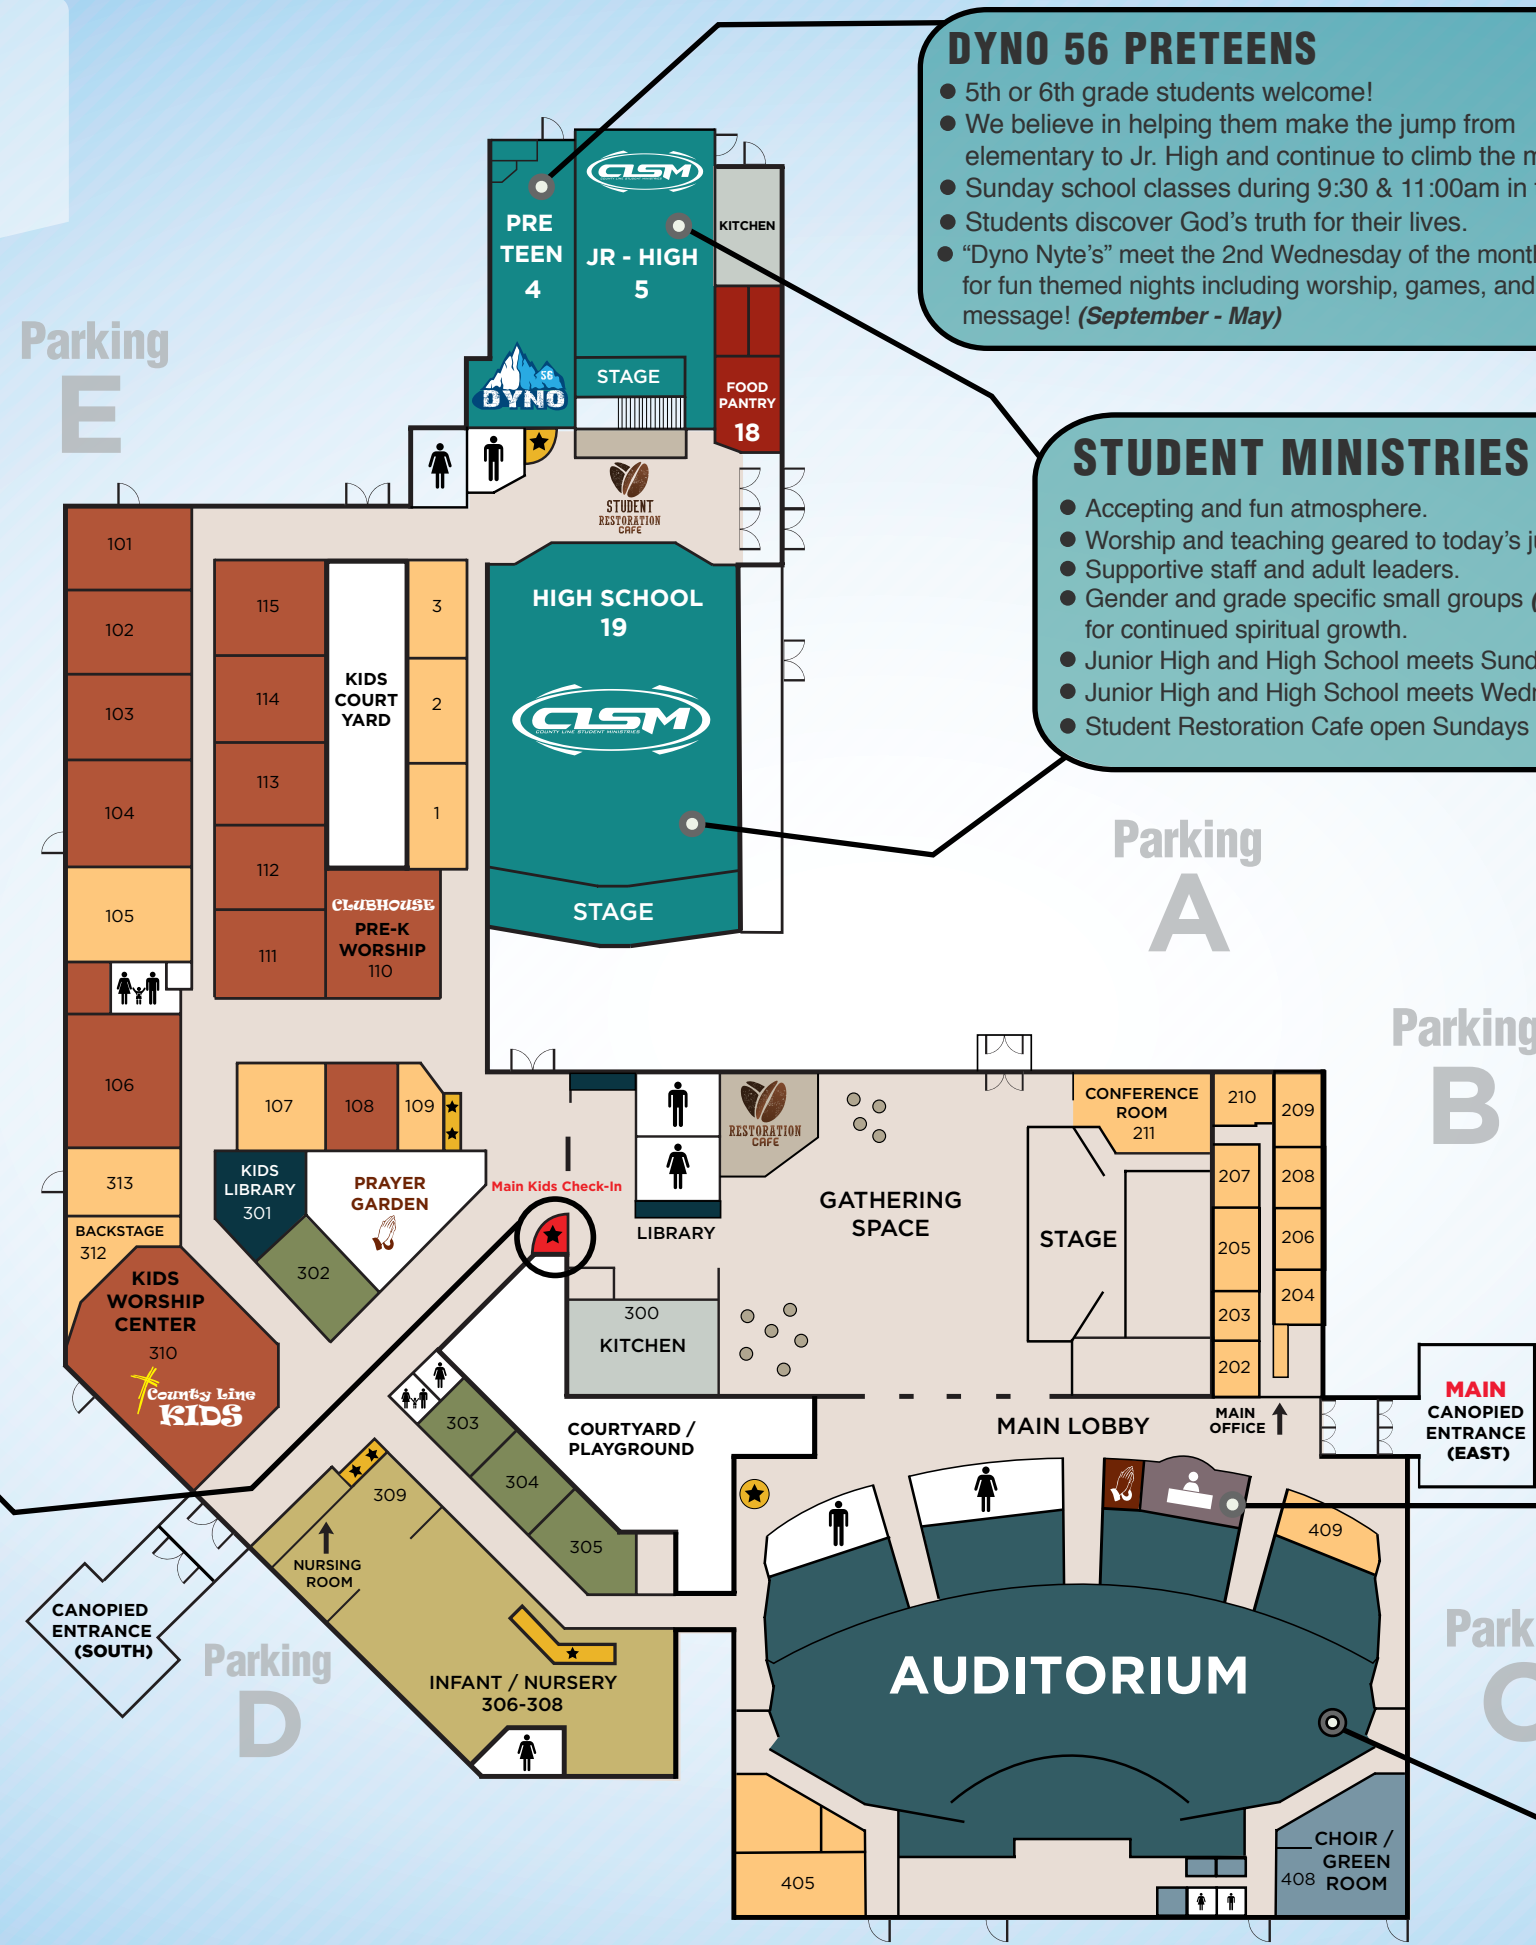 DYNO 56 PRETEENS
● 5th or 6th grade students welcome!
● We believe in helping them make the jump from
elementary to Jr. High and continue to climb the
● Sunday school classes during 9:30 & 11:00am in
● Students discover God's truth for their lives.
● “Dyno Nyte's” meet the 2nd Wednesday of the month
for fun themed nights including worship, games, and
message! (September - May)
STUDENT MINISTRIES
● Accepting and fun atmosphere.
● Worship and teaching geared to today's
● Supportive staff and adult leaders.
● Gender and grade specific small groups (
for continued spiritual growth.
● Junior High and High School meets
● Junior High and High School meets
● Student Restoration Cafe open Sundays
CLSM
COUNTY LINE STUDENT MINISTRIES
PRE
TEEN
4
JR - HIGH
5
KITCHEN
STAGE
56
DYNO
FOOD
PANTRY
18
STUDENT
RESTORATION
CAFE
Parking
E
HIGH SCHOOL
19
CLSM
COUNTY LINE STUDENT MINISTRIES
STAGE
101
102
103
104
105
115
114
113
112
111
KIDS
COURT
YARD
3
2
1
CLUBHOUSE
PRE-K
WORSHIP
110
Parking
A
Parking
B
106
107
108
109
313
BACKSTAGE
312
KIDS
LIBRARY
301
PRAYER
GARDEN
302
KIDS
WORSHIP
CENTER
310
County Line
KIDS
Main Kids Check-In
RESTORATION
CAFE
LIBRARY
300
KITCHEN
GATHERING
SPACE
STAGE
CONFERENCE
ROOM
211
210
209
207
208
205
206
203
204
202
MAIN LOBBY
MAIN
OFFICE
MAIN
CANOPIED
ENTRANCE
(EAST)
COURTYARD /
PLAYGROUND
303
304
305
309
NURSING
ROOM
INFANT / NURSERY
306-308
CANOPIED
ENTRANCE
(SOUTH)
Parking
D
409
AUDITORIUM
405
CHOIR /
GREEN
408 ROOM